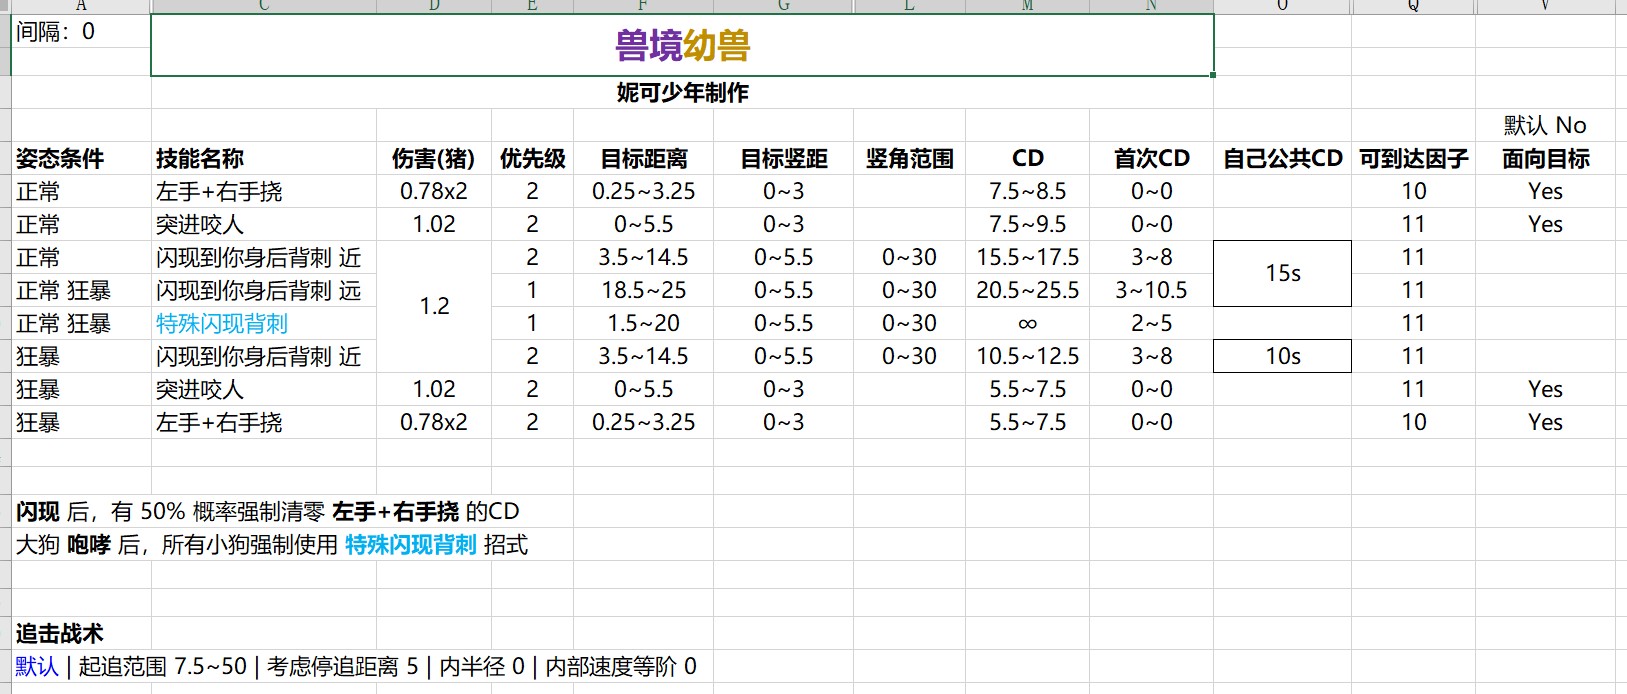 A C D E F G L M N O Q V
间隔：0
兽境幼兽
妮可少年制作
默认 No
姿态条件 技能名称 伤害(猪) 优先级 目标距离 目标竖距 竖角范围 CD 首次CD 自己公共CD 可到达因子 面向目标
正常 左手+右手挠 0.78x2 2 0.25~3.25 0~3 7.5~8.5 0~0 10 Yes
正常 突进咬人 1.02 2 0~5.5 0~3 7.5~9.5 0~0 11 Yes
正常 闪现到你身后背刺 近 2 3.5~14.5 0~5.5 0~30 15.5~17.5 3~8 15s 11
正常 狂暴 闪现到你身后背刺 远 1.2 1 18.5~25 0~5.5 0~30 20.5~25.5 3~10.5 11
正常 狂暴 特殊闪现背刺 1 1.5~20 0~5.5 0~30 ∞ 2~5 11
狂暴 闪现到你身后背刺 近 2 3.5~14.5 0~5.5 0~30 10.5~12.5 3~8 10s 11
狂暴 突进咬人 1.02 2 0~5.5 0~3 5.5~7.5 0~0 11 Yes
狂暴 左手+右手挠 0.78x2 2 0.25~3.25 0~3 5.5~7.5 0~0 10 Yes
闪现 后，有 50% 概率强制清零 左手+右手挠 的CD
大狗 咆哮 后，所有小狗强制使用 特殊闪现背刺 招式
追击战术
默认 | 起追范围 7.5~50 | 考虑停追距离 5 | 内半径 0 | 内部速度等阶 0